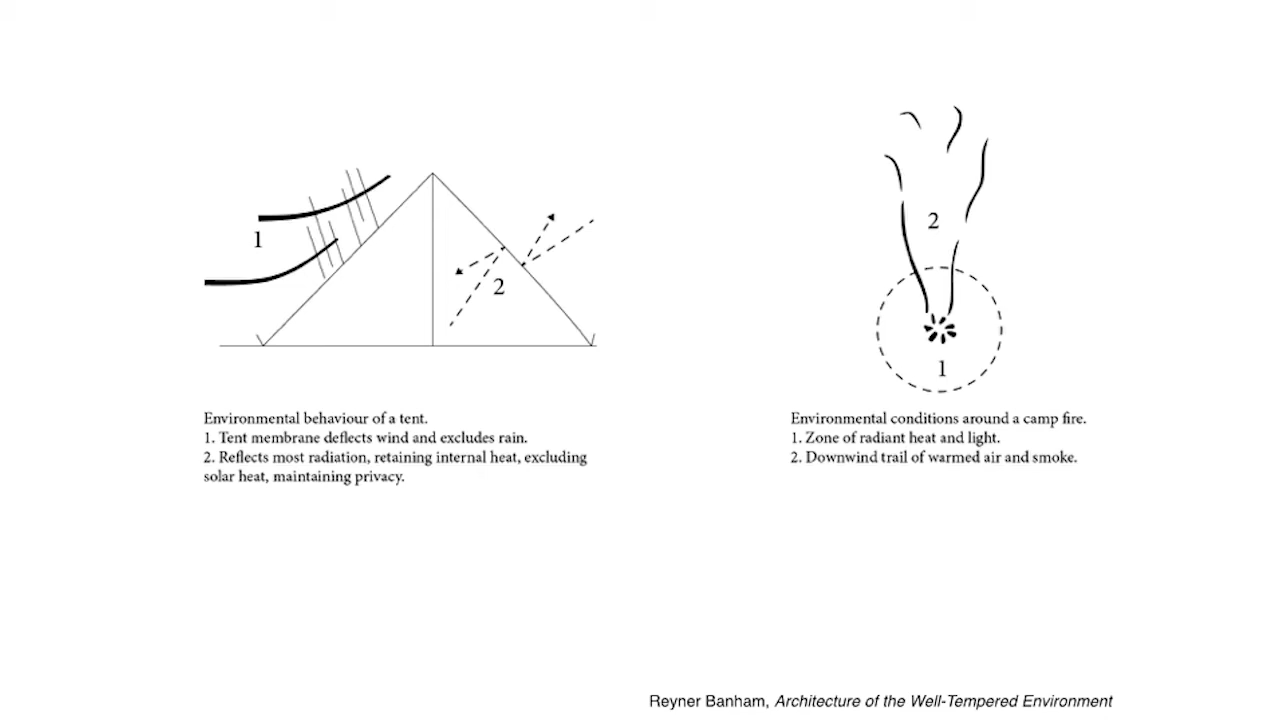 1
2
Environmental behaviour of a tent.
1. Tent membrane deflects wind and excludes rain.
2. Reflects most radiation, retaining internal heat, excluding
solar heat, maintaining privacy.
2
1
Environmental conditions around a camp fire.
1. Zone of radiant heat and light.
2. Downwind trail of warmed air and smoke.
Reyner Banham, Architecture of the Well-Tempered Environment